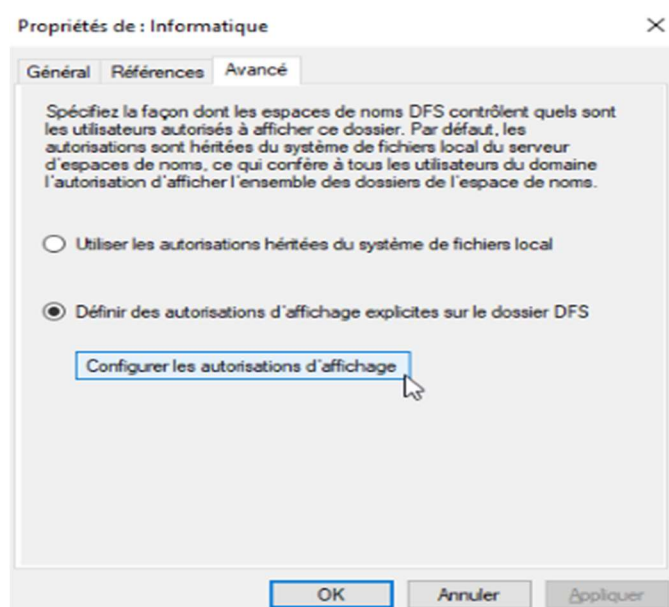 Propriétés de : Informatique
Général Références Avancé
Spécifiez la façon dont les espaces de noms DFS contrôlent quels sont
les utilisateurs autorisés à afficher ce dossier. Par défaut, les
autorisations sont héritées du système de fichiers local du serveur
d'espaces de noms, ce qui confère à tous les utilisateurs du domaine
l'autorisation d'afficher l'ensemble des dossiers de l'espace de noms.
Utiliser les autorisations héritées du système de fichiers local
Définir des autorisations d'affichage explicites sur le dossier DFS
Configurer les autorisations d'affichage
OK Annuler Appliquer